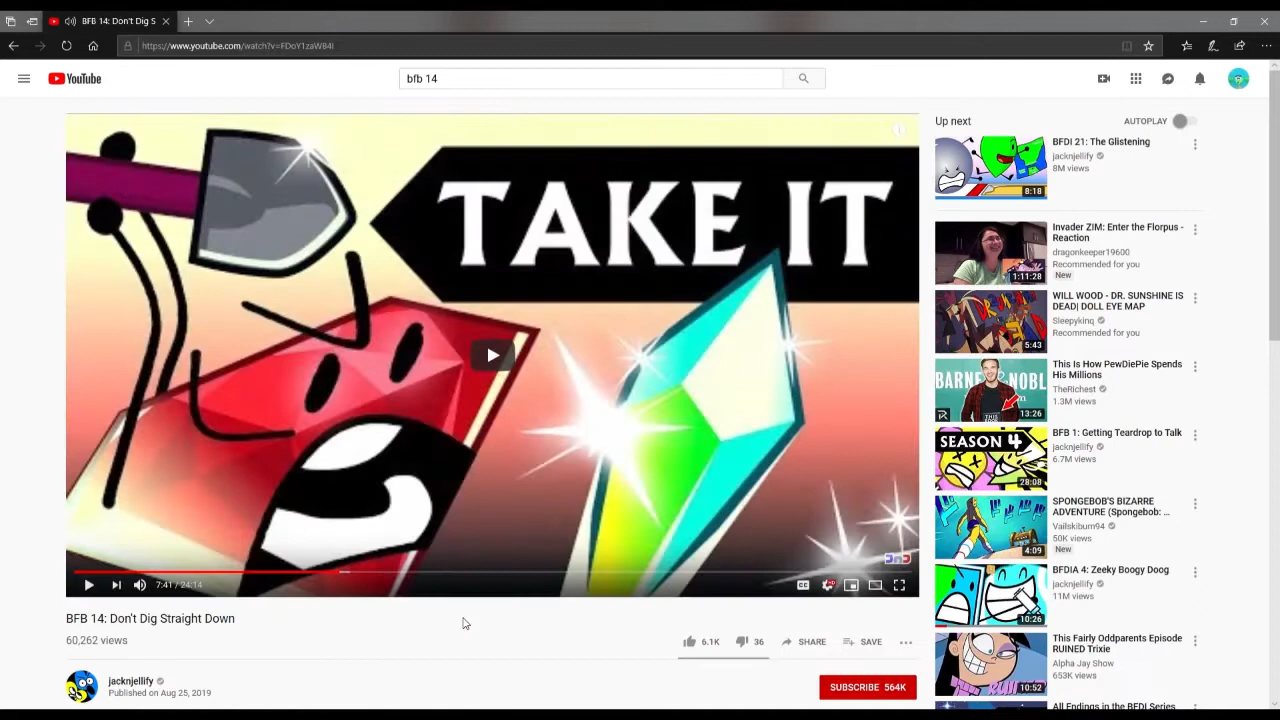 BFB 14: Don't Dig S
https://www.youtube.com/watch?v=FDoY1zaW84I
YouTube
bfb 14
TAKE IT
7:41 / 24:14
CC
HD
BFB 14: Don't Dig Straight Down
60,262 views
6.1K
36
SHARE
SAVE
jacknjellify
Published on Aug 25, 2019
SUBSCRIBE 564K
Up next
AUTOPLAY
BFDI 21: The Glistening
jacknjellify
8M views
8:18
Invader ZIM: Enter the Florpus -
Reaction
dragonkeeper19600
Recommended for you
New
1:11:28
WILL WOOD - DR. SUNSHINE IS
DEAD| DOLL EYE MAP
Sleepykinq
Recommended for you
5:43
This Is How PewDiePie Spends
His Millions
TheRichest
1.3M views
BARNE NOBL
THIS
13:26
BFB 1: Getting Teardrop to Talk
jacknjellify
6.7M views
SEASON 4
28:08
SPONGEBOB'S BIZARRE
ADVENTURE (Spongebob: ...
Vailskibum94
50K views
New
4:09
BFDIA 4: Zeeky Boogy Doog
jacknjellify
11M views
10:26
This Fairly OddParents Episode
RUINED Trixie
Alpha Jay Show
653K views
10:52
All Endings in the BFDI Series